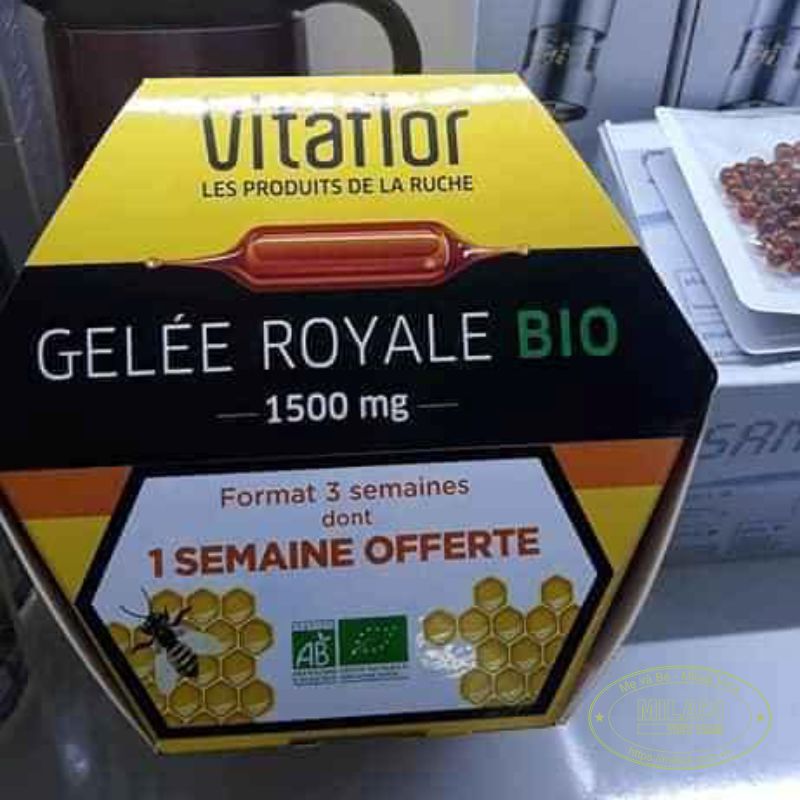 vitaflor
LES PRODUITS DE LA RUCHE
GELÉE ROYALE BIO
1500 mg
Format 3 semaines
dont
1 SEMAINE OFFERTE
AB